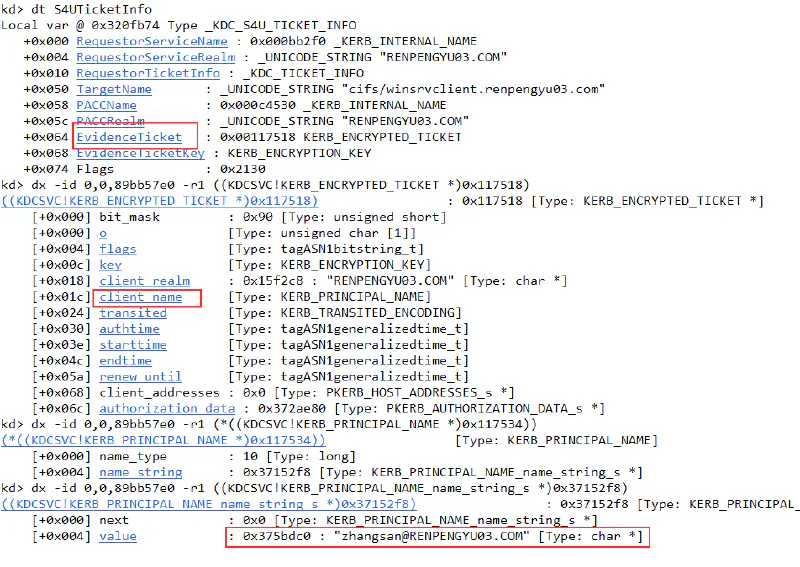 kd> dt S4UTicketInfo
Local var @ 0x320fb74 Type _KDC_S4U_TICKET_INFO
+0x000 RequestorServiceName : 0x000bb2f0 _KERB_INTERNAL_NAME
+0x004 RequestorServiceRealm : _UNICODE_STRING "RENPENGYU03.COM"
+0x010 RequestorTicketInfo : _KDC_TICKET_INFO
+0x050 TargetName : _UNICODE_STRING "cifs/winsrvclient.renpengyu03.com"
+0x058 PACCName : 0x000c4530 _KERB_INTERNAL_NAME
+0x05c PACCRealm : _UNICODE_STRING "RENPENGYU03.COM"
+0x064 EvidenceTicket : 0x00117518 KERB_ENCRYPTED_TICKET
+0x068 EvidenceTicketKey : KERB_ENCRYPTION_KEY
+0x074 Flags : 0x2130
kd> dx -id 0,0,89bb57e0 -r1 ((KDCSVC!KERB_ENCRYPTED_TICKET *)0x117518)
((KDCSVC!KERB_ENCRYPTED_TICKET *)0x117518) : 0x117518 [Type: KERB_ENCRYPTED_TICKET *]
[+0x000] bit_mask : 0x90 [Type: unsigned short]
[+0x000] o [Type: unsigned char [1]]
[+0x004] flags [Type: tagASN1bitstring_t]
[+0x00c] key [Type: KERB_ENCRYPTION_KEY]
[+0x018] client_realm : 0x15f2c8 : "RENPENGYU03.COM" [Type: char *]
[+0x01c] client_name [Type: KERB_PRINCIPAL_NAME]
[+0x024] transited [Type: KERB_TRANSITED_ENCODING]
[+0x030] authtime [Type: tagASN1generalizedtime_t]
[+0x03e] starttime [Type: tagASN1generalizedtime_t]
[+0x04c] endtime [Type: tagASN1generalizedtime_t]
[+0x05a] renew_until [Type: tagASN1generalizedtime_t]
[+0x068] client_addresses : 0x0 [Type: PKERB_HOST_ADDRESSES_s *]
[+0x06c] authorization_data : 0x372ae80 [Type: PKERB_AUTHORIZATION_DATA_s *]
kd> dx -id 0,0,89bb57e0 -r1 (*((KDCSVC!KERB_PRINCIPAL_NAME *)0x117534))
(*((KDCSVC!KERB_PRINCIPAL_NAME *)0x117534)) [Type: KERB_PRINCIPAL_NAME]
[+0x000] name_type : 10 [Type: long]
[+0x004] name_string : 0x37152f8 [Type: KERB_PRINCIPAL_NAME_name_string_s *]
kd> dx -id 0,0,89bb57e0 -r1 ((KDCSVC!KERB_PRINCIPAL_NAME_name_string_s *)0x37152f8)
((KDCSVC!KERB_PRINCIPAL_NAME_name_string_s *)0x37152f8) : 0x37152f8 [Type: KERB_PRINCIPAL_
[+0x000] next : 0x0 [Type: KERB_PRINCIPAL_NAME_name_string_s *]
[+0x004] value : 0x375bdc0 : "zhangsan@RENPENGYU03.COM" [Type: char *]